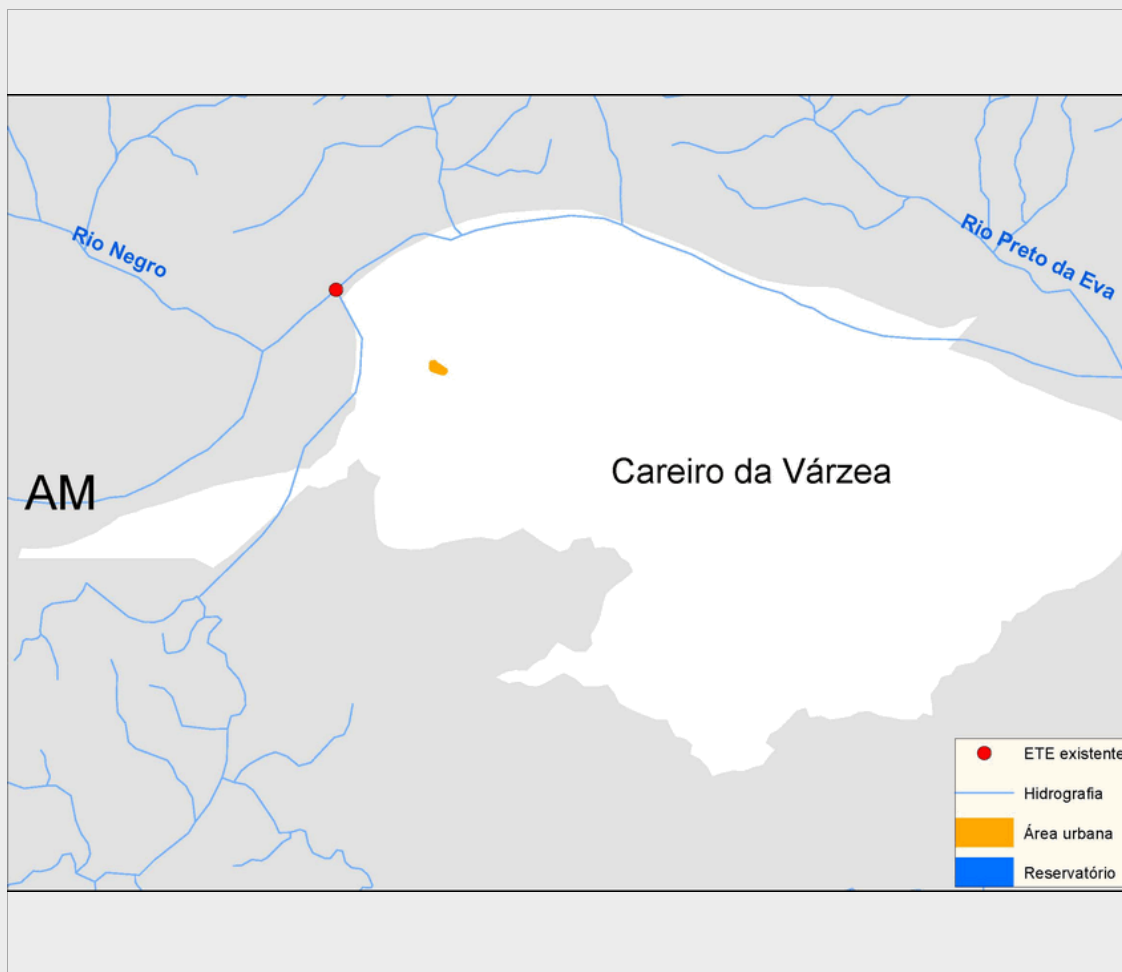 Rio Negro
Rio Preto da Eva
Careiro da Várzea
AM
ETE existente
Hidrografia
Área urbana
Reservatório